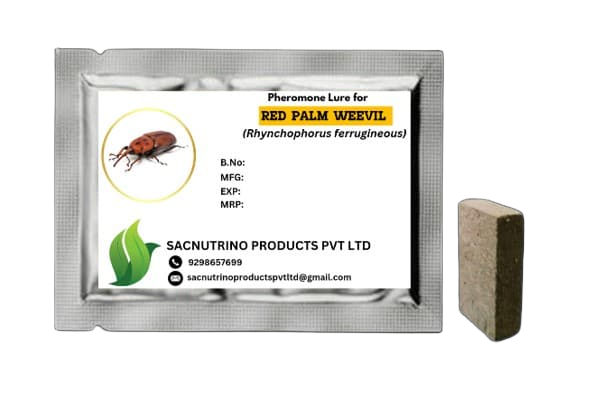 Pheromone Lure for
RED PALM WEEVIL
(Rhynchophorus ferrugineous)
B.No:
MFG:
EXP:
MRP:
SACNUTRINO PRODUCTS PVT LTD
9298657699
sacnutrinoproductspvtltd@gmail.com